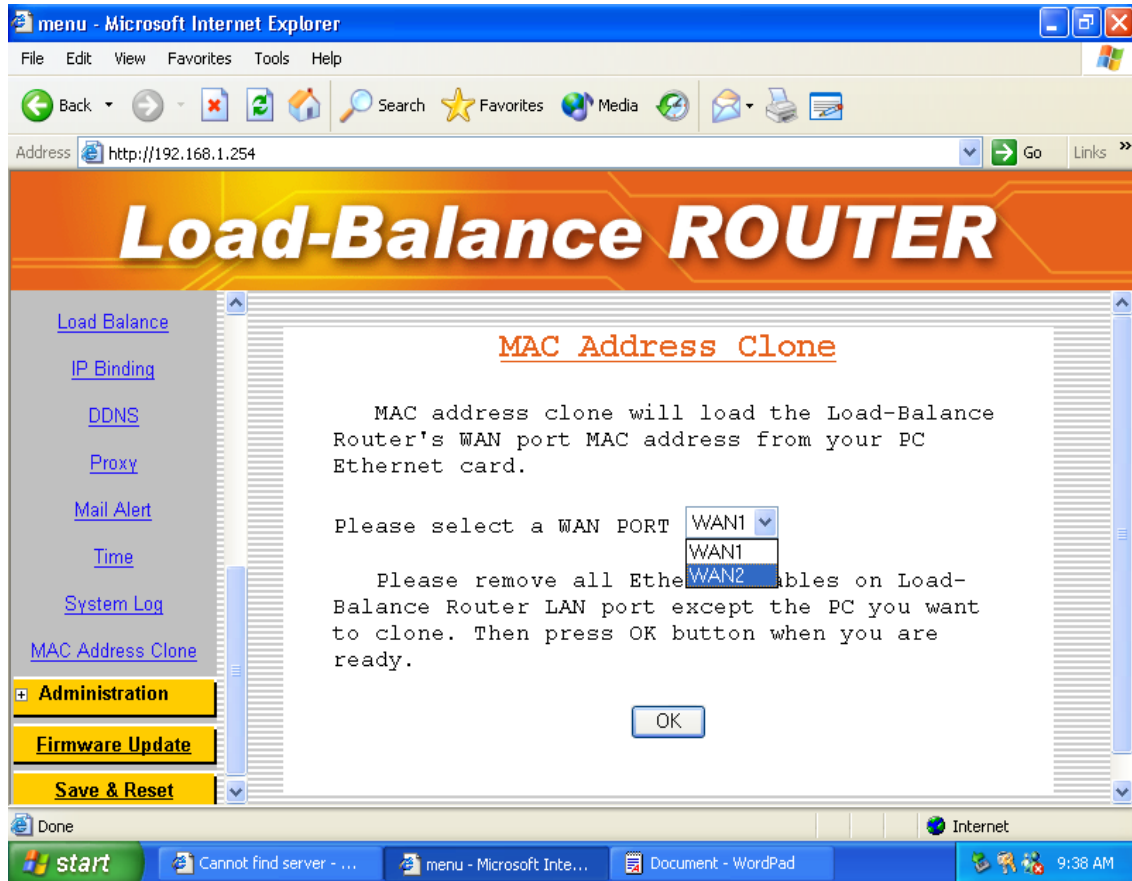 menu - Microsoft Internet Explorer
File Edit View Favorites Tools Help
Back Search Favorites Media
Address http://192.168.1.254 Go Links »
Load-Balance ROUTER
Load Balance
IP Binding
DDNS
Proxy
Mail Alert
Time
System Log
MAC Address Clone
Administration
Firmware Update
Save & Reset
MAC Address Clone
MAC address clone will load the Load-Balance
Router's WAN port MAC address from your PC
Ethernet card.
Please select a WAN PORT WAN1
WAN1
WAN2
Please remove all Ethe ables on Load-
Balance Router LAN port except the PC you want
to clone. Then press OK button when you are
ready.
OK
Done Internet
start Cannot find server - ... menu - Microsoft Inte... Document - WordPad 9:38 AM